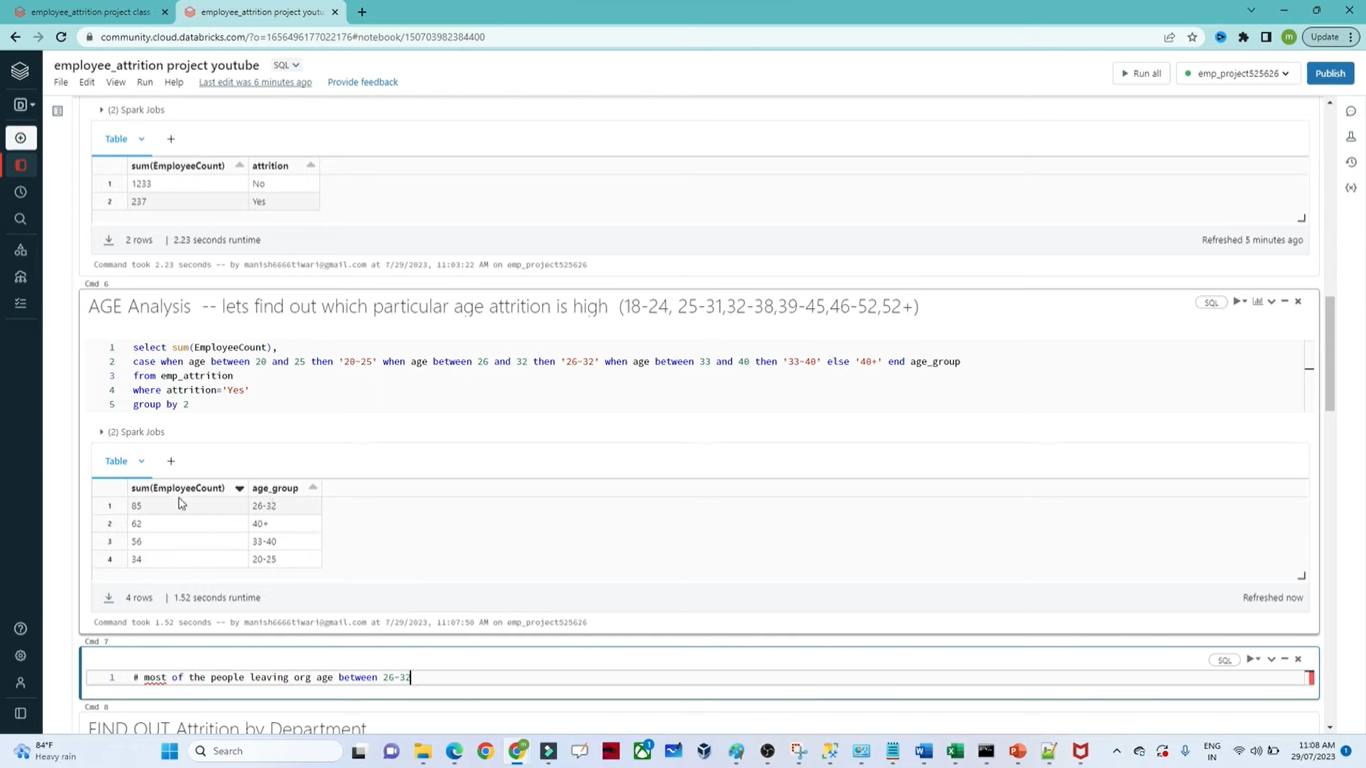 employee_attrition project class
employee_attrition project youtu
community.cloud.databricks.com/?o=1656496177022176#notebook/150703982384400
m
Update
employee_attrition project youtube
SQL
File Edit View Run Help Last edit was 6 minutes ago Provide feedback
Run all
emp_project525626
Publish
D
(2) Spark Jobs
Table +
sum(EmployeeCount) attrition
1 1233 No
2 237 Yes
2 rows | 2.23 seconds runtime
Refreshed 5 minutes ago
Command took 2.23 seconds -- by manish6666tiwari@gmail.com at 7/29/2023, 11:03:22 AM on emp_project525626
Cmd 6
AGE Analysis -- lets find out which particular age attrition is high (18-24, 25-31,32-38,39-45,46-52,52+)
SQL
1 select sum(EmployeeCount),
2 case when age between 20 and 25 then '20-25' when age between 26 and 32 then '26-32' when age between 33 and 40 then '33-40' else '40+' end age_group
3 from emp_attrition
4 where attrition='Yes'
5 group by 2
(2) Spark Jobs
Table +
sum(EmployeeCount) age_group
1 85 26-32
2 62 40+
3 56 33-40
4 34 20-25
4 rows | 1.52 seconds runtime
Refreshed now
Command took 1.52 seconds -- by manish6666tiwari@gmail.com at 7/29/2023, 11:07:50 AM on emp_project525626
Cmd 7
SQL
1 # most of the people leaving org age between 26-32
Cmd 8
FIND OUT Attrition by Department
84°F
Heavy rain
Search
ENG
IN
11:08 AM
29/07/2023